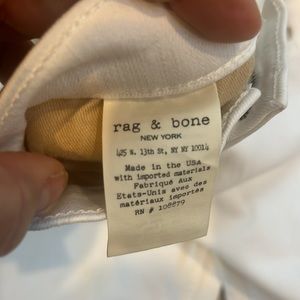 rag & bone
NEW YORK
425 W. 13th St, NY NY 10014
Made in the USA
with imported materials
Fabriqué Aux
Etats-Unis avec des
matériaux importés
RN # 108879